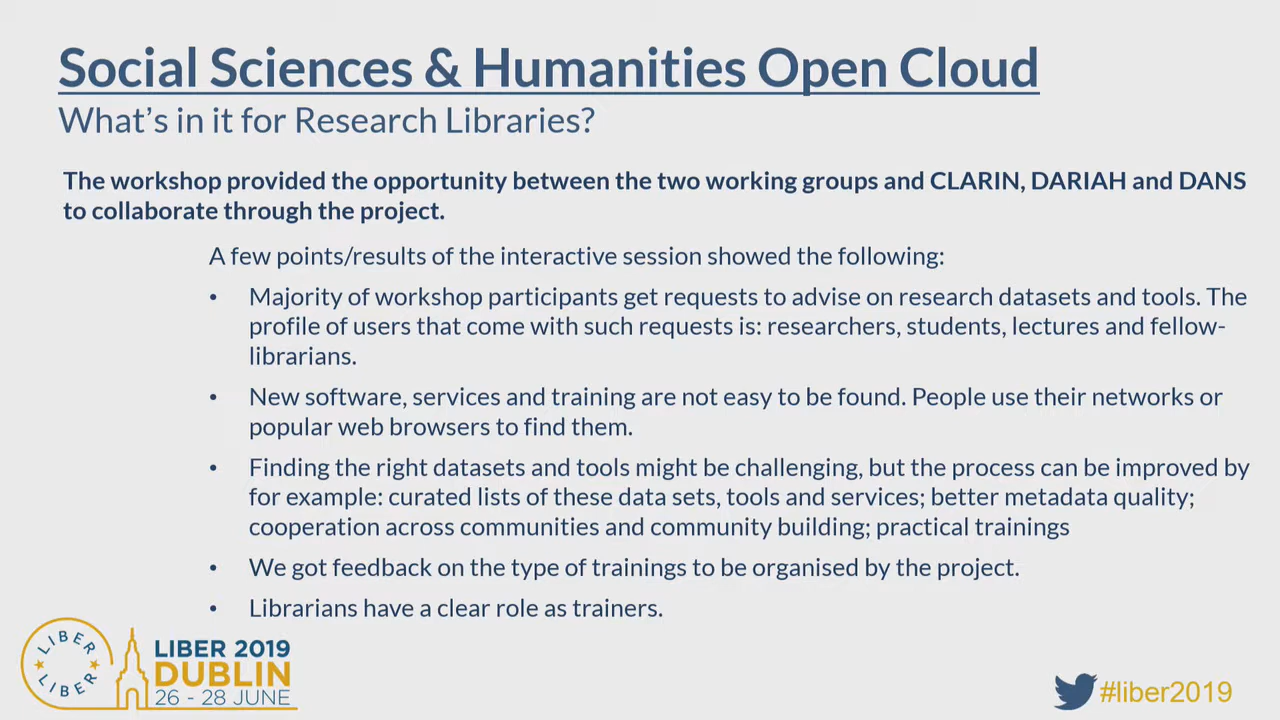 Social Sciences & Humanities Open Cloud
What's in it for Research Libraries?
The workshop provided the opportunity between the two working groups and CLARIN, DARIAH and DANS
to collaborate through the project.
A few points/results of the interactive session showed the following:
• Majority of workshop participants get requests to advise on research datasets and tools. The
profile of users that come with such requests is: researchers, students, lectures and fellow-
librarians.
• New software, services and training are not easy to be found. People use their networks or
popular web browsers to find them.
• Finding the right datasets and tools might be challenging, but the process can be improved by
for example: curated lists of these data sets, tools and services; better metadata quality;
cooperation across communities and community building; practical trainings
• We got feedback on the type of trainings to be organised by the project.
• Librarians have a clear role as trainers.
LIBER
LIBER
LIBER 2019
DUBLIN
26 - 28 JUNE
#liber2019